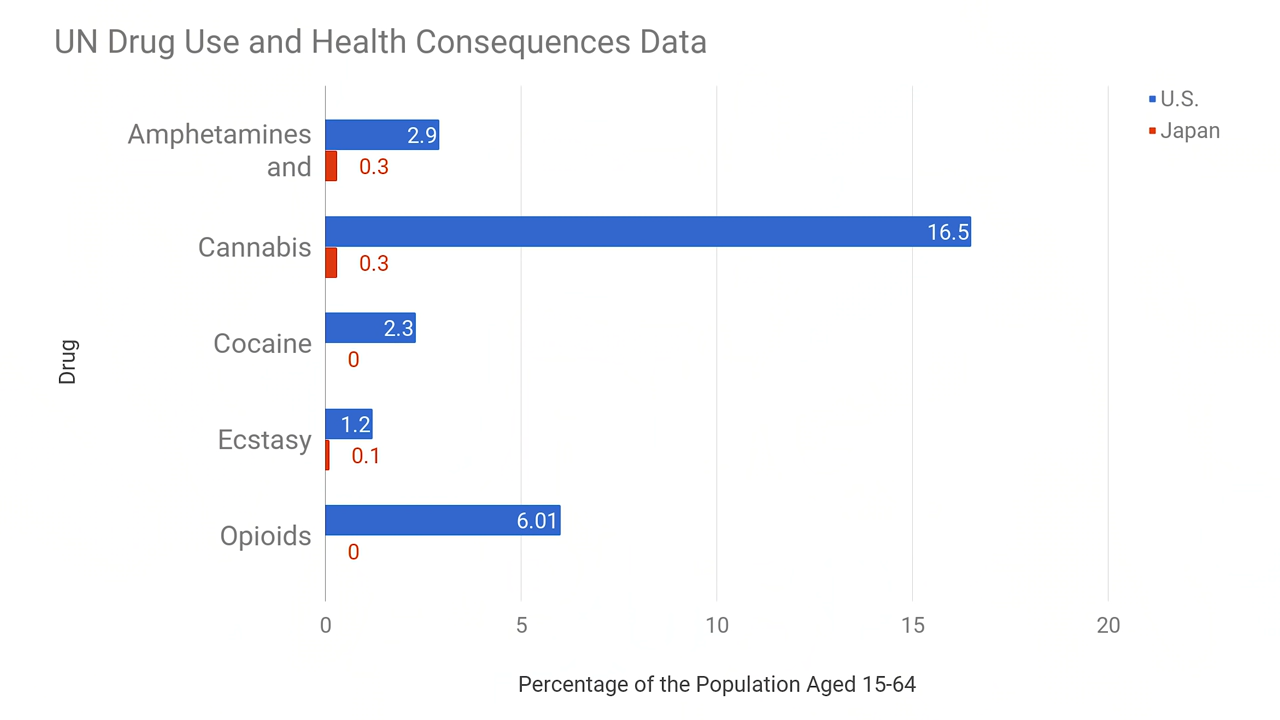 UN Drug Use and Health Consequences Data
U.S.
Japan
Amphetamines
and
2.9
0.3
Cannabis
16.5
0.3
Cocaine
2.3
0
Ecstasy
1.2
0.1
Opioids
6.01
0
Drug
0 5 10 15 20
Percentage of the Population Aged 15-64